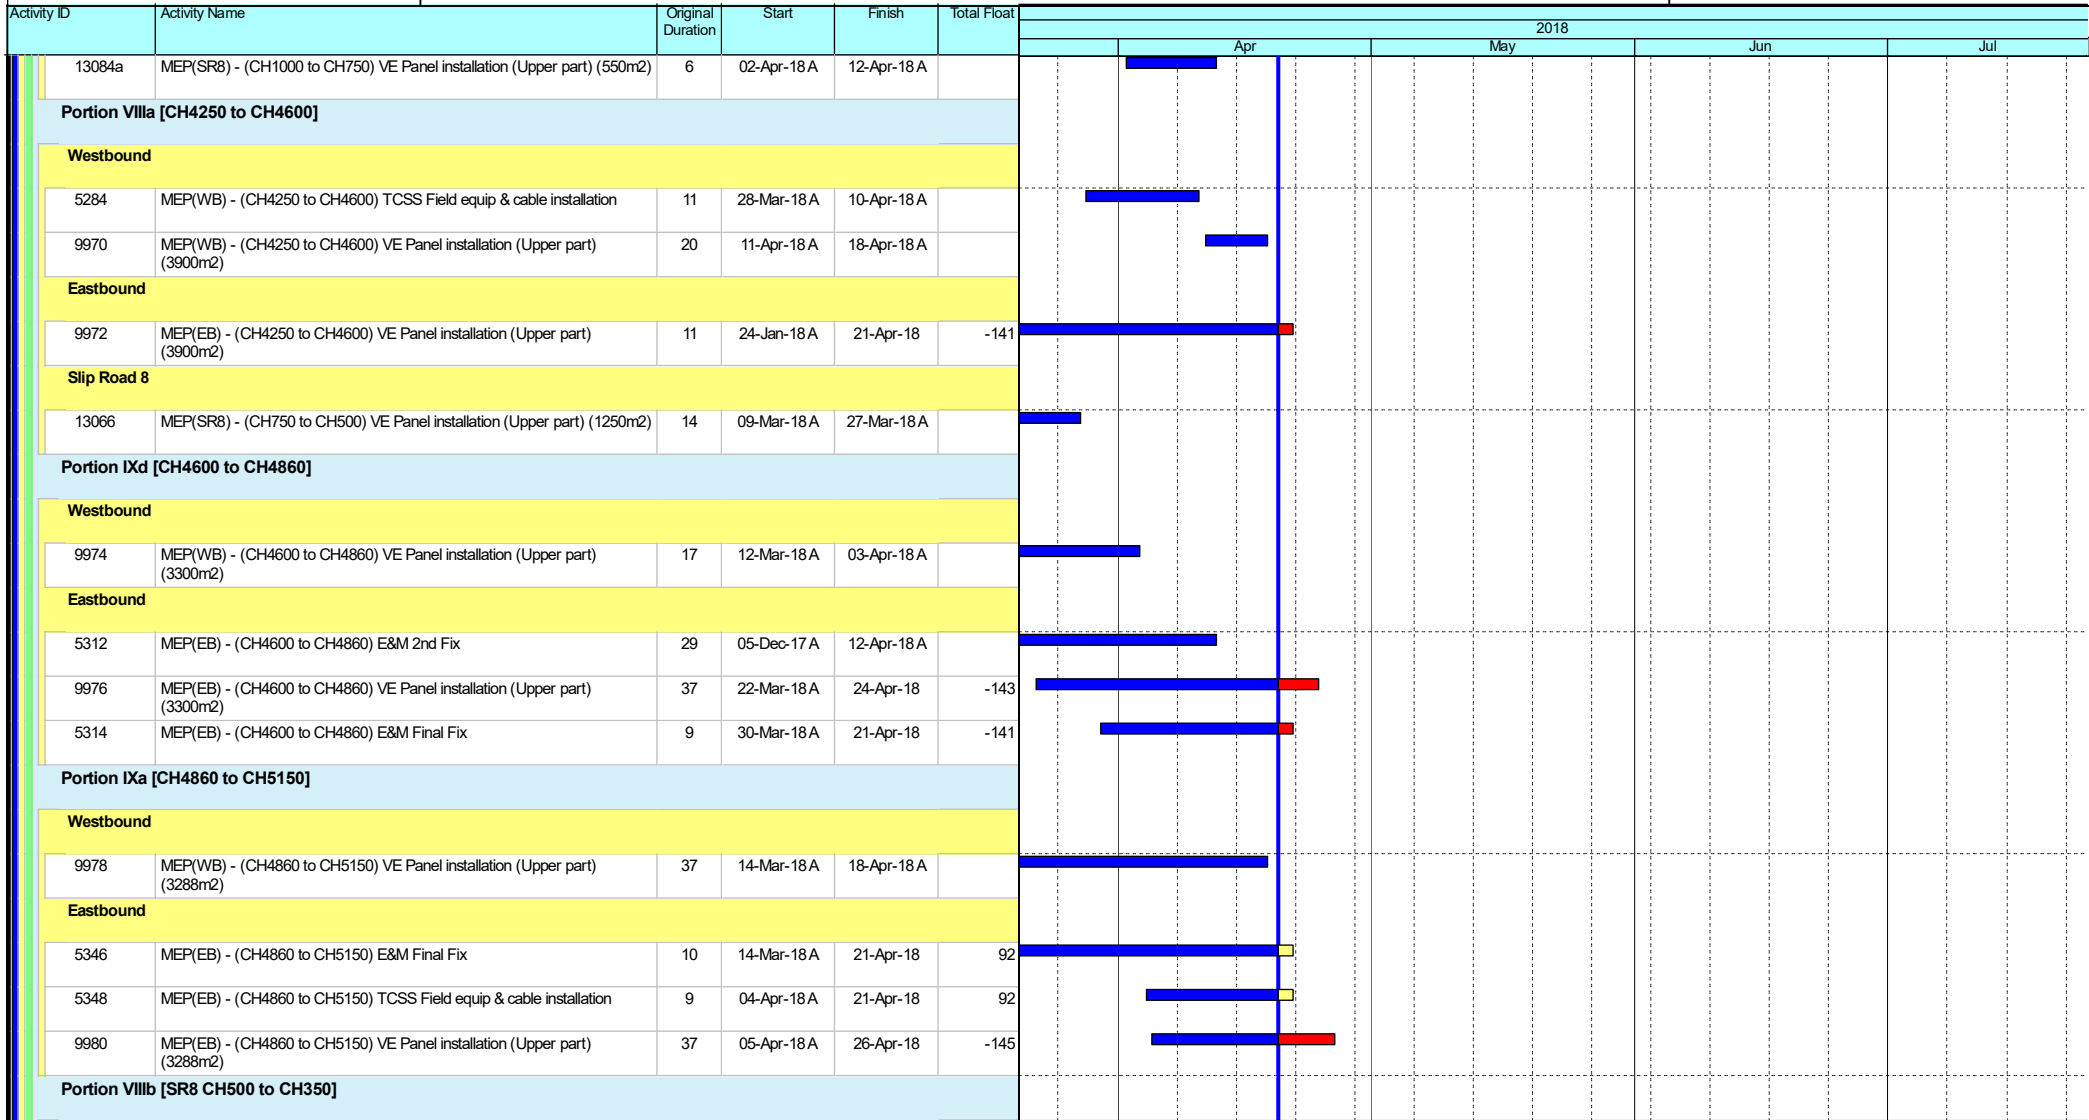 Activity ID Activity Name Original Start Finish Total Float
Duration
2018
Apr May Jun Jul
13084a MEP(SR8) - (CH1000 to CH750) VE Panel installation (Upper part) (550m2) 6 02-Apr-18 A 12-Apr-18 A
Portion VIIIa [CH4250 to CH4600]
Westbound
5284 MEP(WB) - (CH4250 to CH4600) TCSS Field equip & cable installation 11 28-Mar-18 A 10-Apr-18 A
9970 MEP(WB) - (CH4250 to CH4600) VE Panel installation (Upper part) 20 11-Apr-18 A 18-Apr-18 A
(3900m2)
Eastbound
9972 MEP(EB) - (CH4250 to CH4600) VE Panel installation (Upper part) 11 24-Jan-18 A 21-Apr-18 -141
(3900m2)
Slip Road 8
13066 MEP(SR8) - (CH750 to CH500) VE Panel installation (Upper part) (1250m2) 14 09-Mar-18 A 27-Mar-18 A
Portion IXd [CH4600 to CH4860]
Westbound
9974 MEP(WB) - (CH4600 to CH4860) VE Panel installation (Upper part) 17 12-Mar-18 A 03-Apr-18 A
(3300m2)
Eastbound
5312 MEP(EB) - (CH4600 to CH4860) E&M 2nd Fix 29 05-Dec-17 A 12-Apr-18 A
9976 MEP(EB) - (CH4600 to CH4860) VE Panel installation (Upper part) 37 22-Mar-18 A 24-Apr-18 -143
(3300m2)
5314 MEP(EB) - (CH4600 to CH4860) E&M Final Fix 9 30-Mar-18 A 21-Apr-18 -141
Portion IXa [CH4860 to CH5150]
Westbound
9978 MEP(WB) - (CH4860 to CH5150) VE Panel installation (Upper part) 37 14-Mar-18 A 18-Apr-18 A
(3288m2)
Eastbound
5346 MEP(EB) - (CH4860 to CH5150) E&M Final Fix 10 14-Mar-18 A 21-Apr-18 92
5348 MEP(EB) - (CH4860 to CH5150) TCSS Field equip & cable installation 9 04-Apr-18 A 21-Apr-18 92
9980 MEP(EB) - (CH4860 to CH5150) VE Panel installation (Upper part) 37 05-Apr-18 A 26-Apr-18 -145
(3288m2)
Portion VIIIb [SR8 CH500 to CH350]